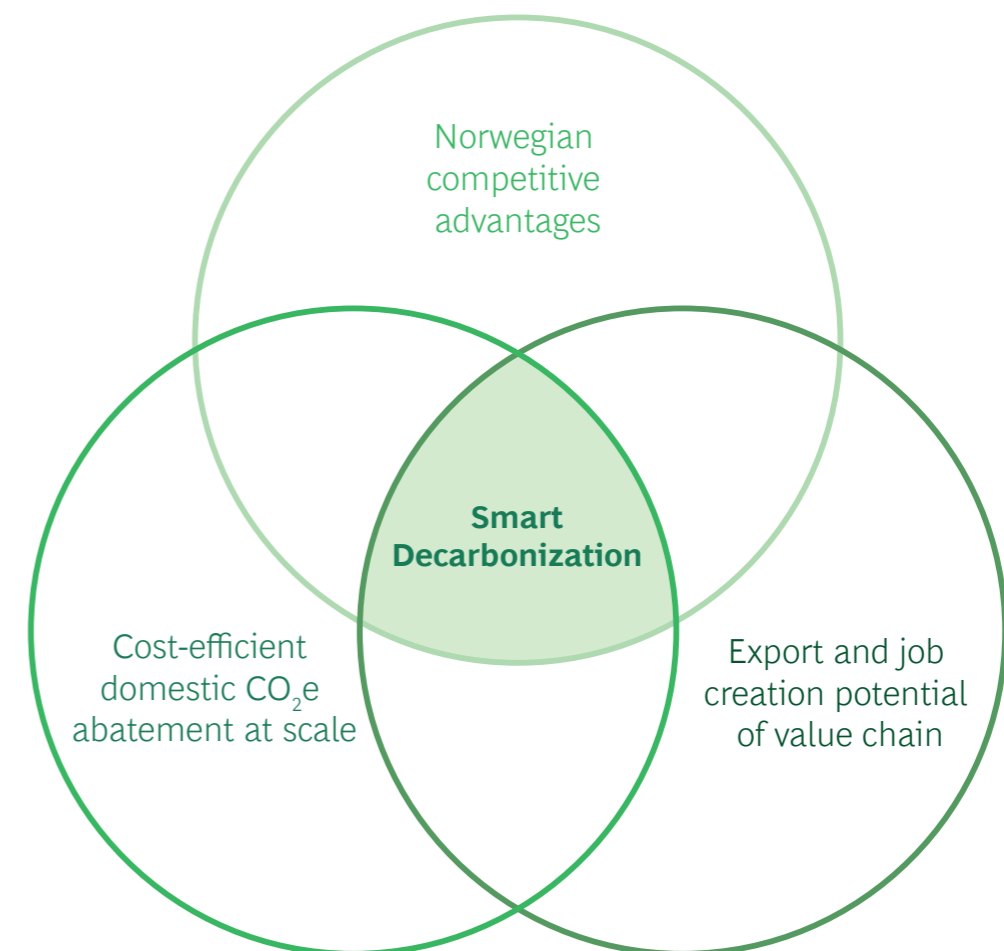 Norwegian
competitive
advantages
Smart
Decarbonization
Cost-efficient
domestic CO₂e
abatement at scale
Export and job
creation potential
of value chain